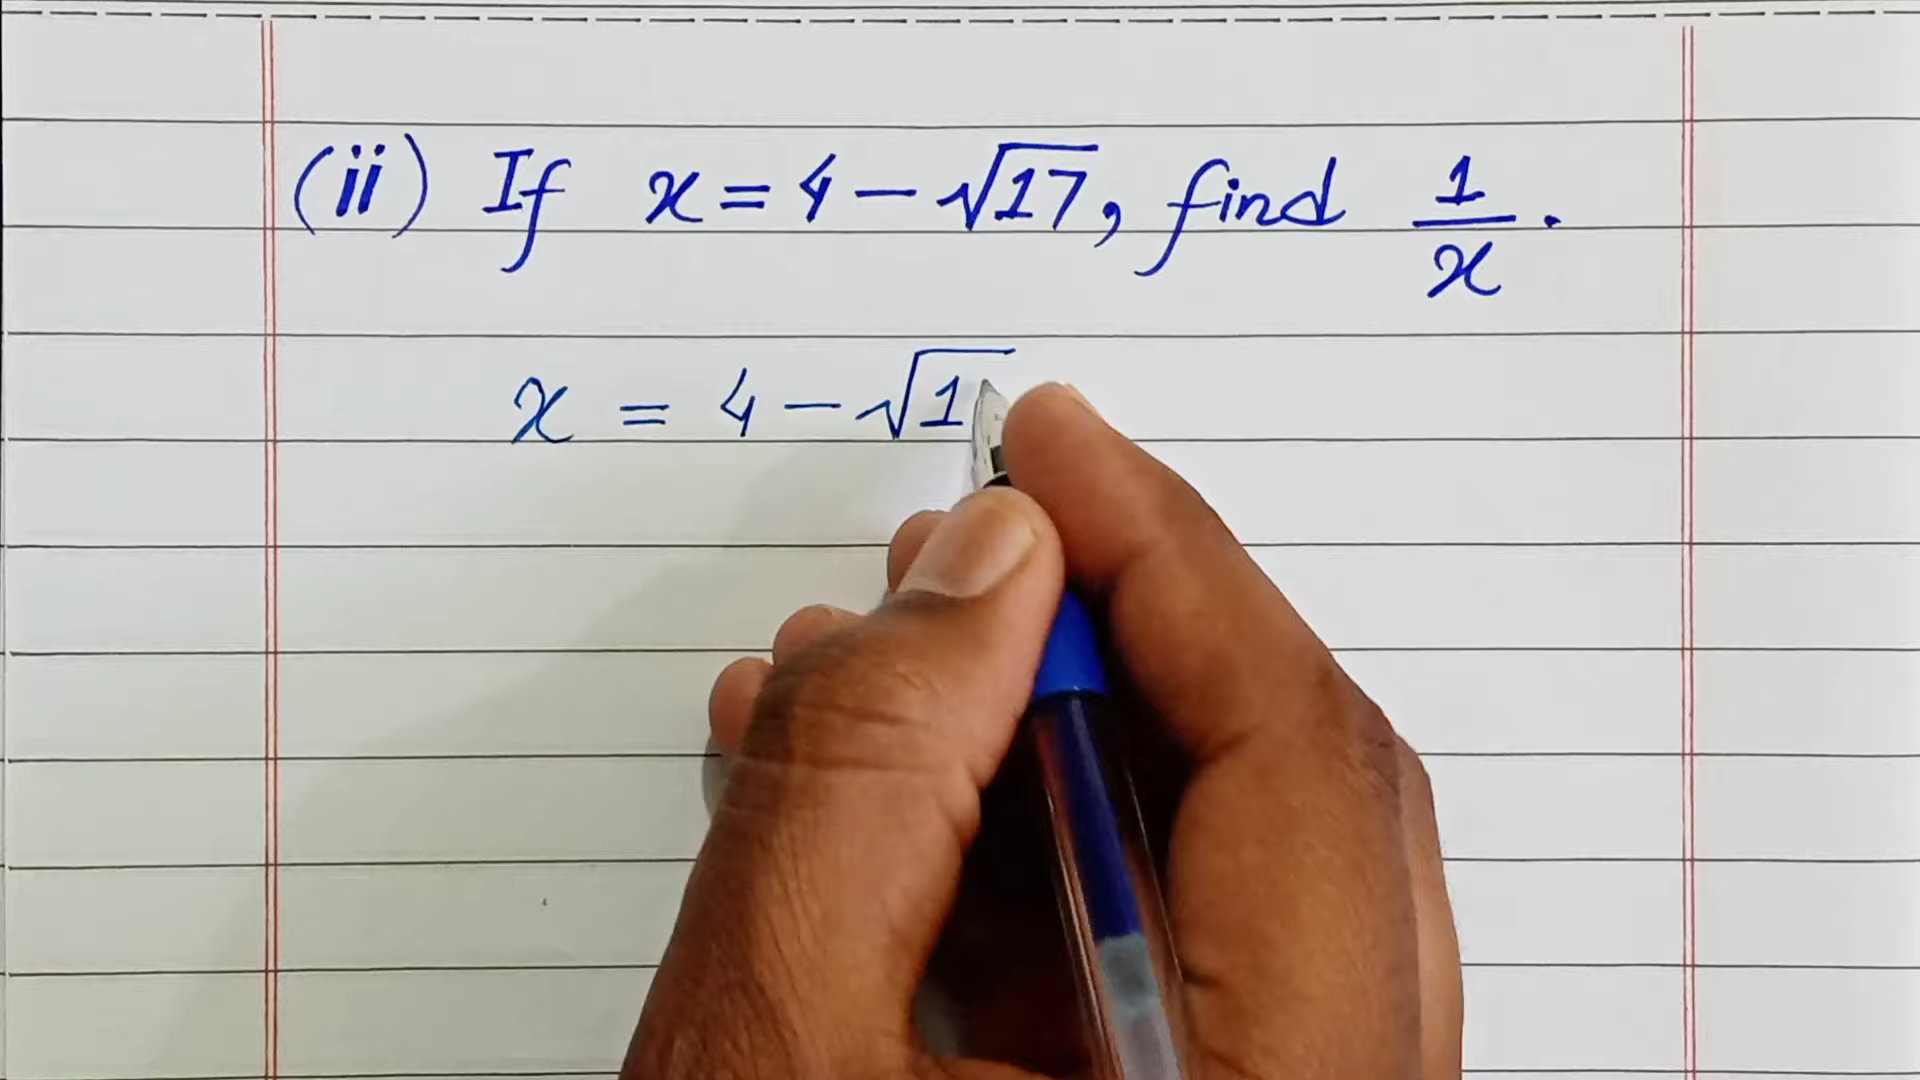 (ii) If x = 4 - √17, find 1/x.
x = 4 - √1